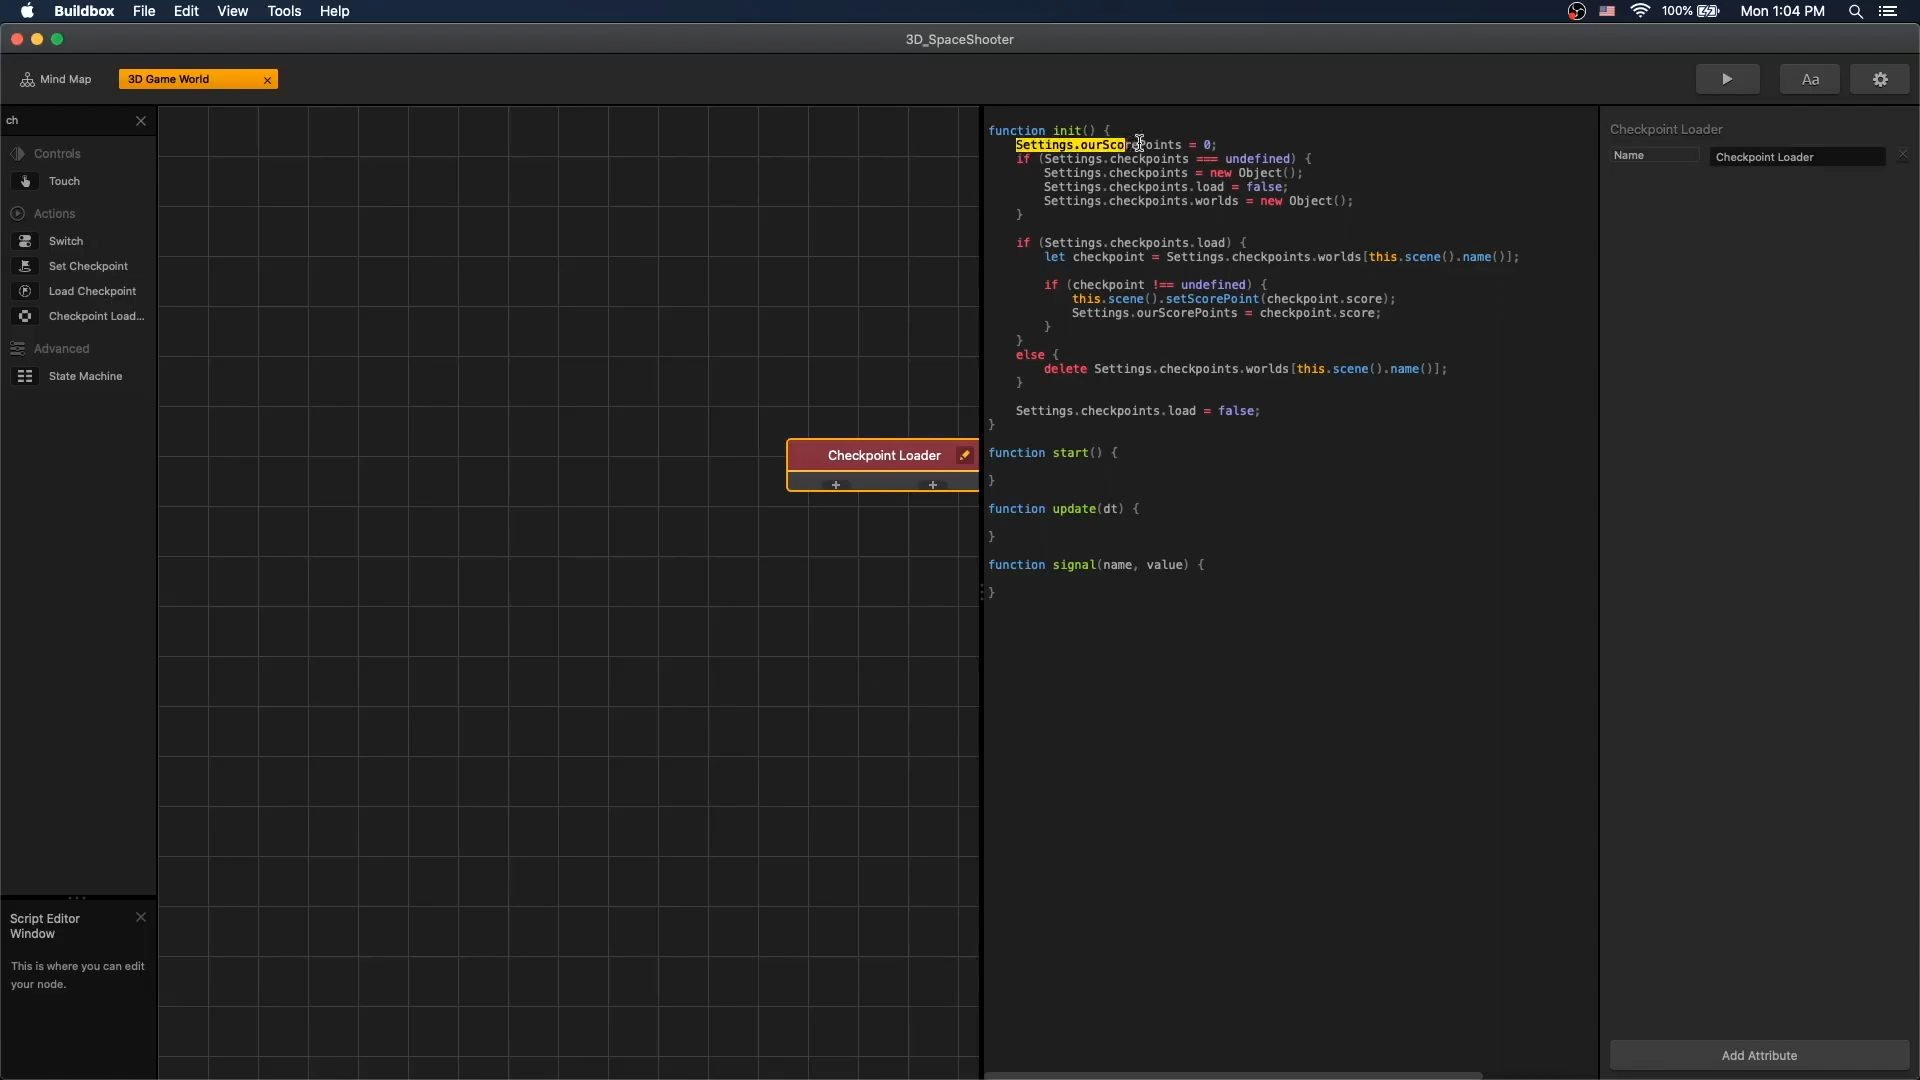 Buildbox File Edit View Tools Help
100% Mon 1:04 PM
3D_SpaceShooter
Mind Map
3D Game World
Aa
ch
Controls
Touch
Actions
Switch
Set Checkpoint
Load Checkpoint
Checkpoint Load...
Advanced
State Machine
Script Editor
Window
This is where you can edit
your node.
Checkpoint Loader
function init() {
Settings.ourScorePoints = 0;
if (Settings.checkpoints === undefined) {
Settings.checkpoints = new Object();
Settings.checkpoints.load = false;
Settings.checkpoints.worlds = new Object();
}
if (Settings.checkpoints.load) {
let checkpoint = Settings.checkpoints.worlds[this.scene().name()];
if (checkpoint !== undefined) {
this.scene().setScorePoint(checkpoint.score);
Settings.ourScorePoints = checkpoint.score;
}
}
else {
delete Settings.checkpoints.worlds[this.scene().name()];
}
Settings.checkpoints.load = false;
}
function start() {
}
function update(dt) {
}
function signal(name, value) {
}
Checkpoint Loader
Name Checkpoint Loader
Add Attribute